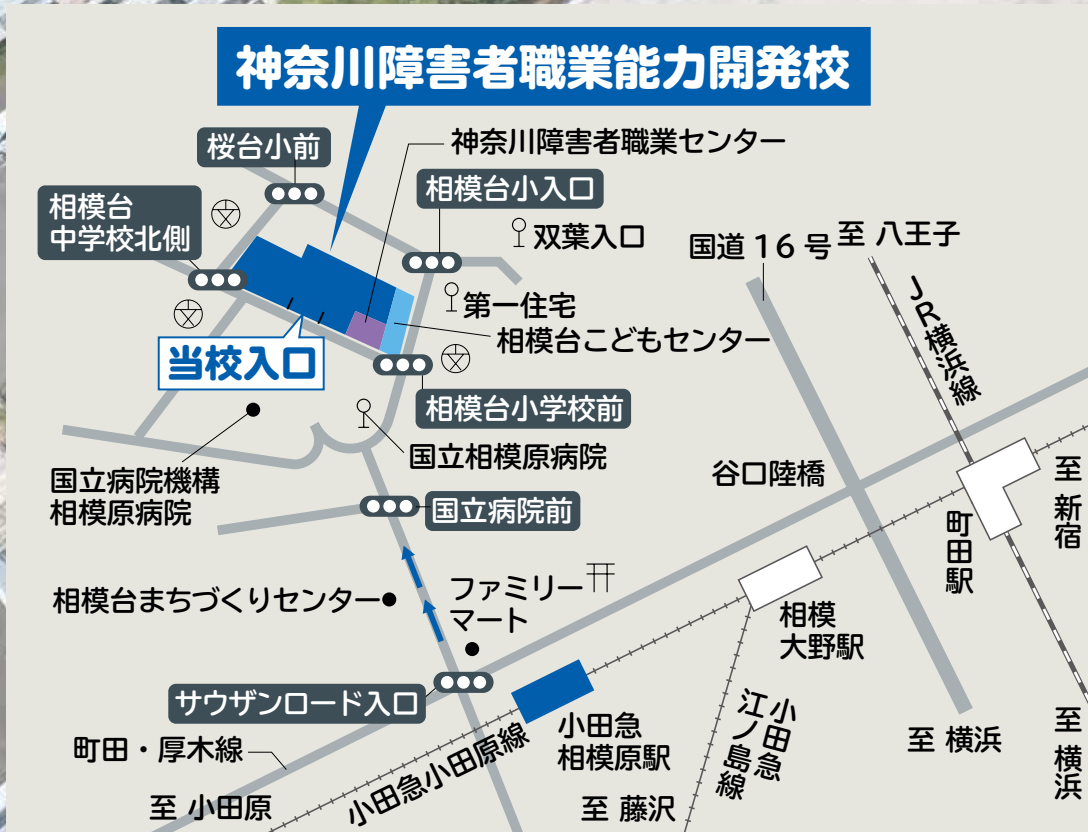 神奈川障害者職業能力開発校
桜台小前
神奈川障害者職業センター
相模台
中学校北側
相模台小入口
双葉入口
国道16号
至 八王子
第一住宅
JR横浜線
相模台こどもセンター
当校入口
相模台小学校前
国立相模原病院
国立病院機構
相模原病院
谷口陸橋
至 新宿
国立病院前
町田駅
相模台まちづくりセンター
ファミリー
マート
相模
大野駅
サウザンロード入口
小田急
相模原駅
小田急
江ノ島線
至 横浜
至 横浜
町田・厚木線
小田急小田原線
至 小田原
至 藤沢